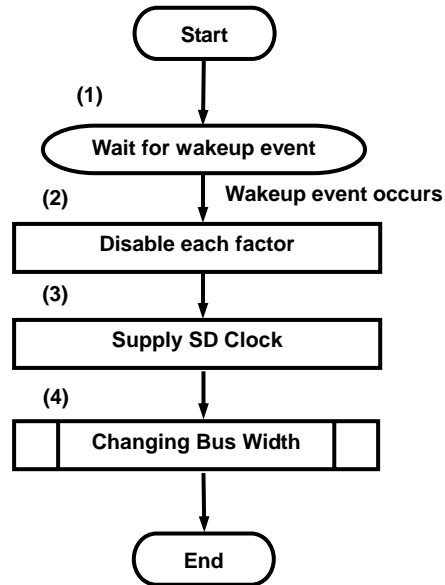 Start
(1)
Wait for wakeup event
Wakeup event occurs
(2)
Disable each factor
(3)
Supply SD Clock
(4)
Changing Bus Width
End